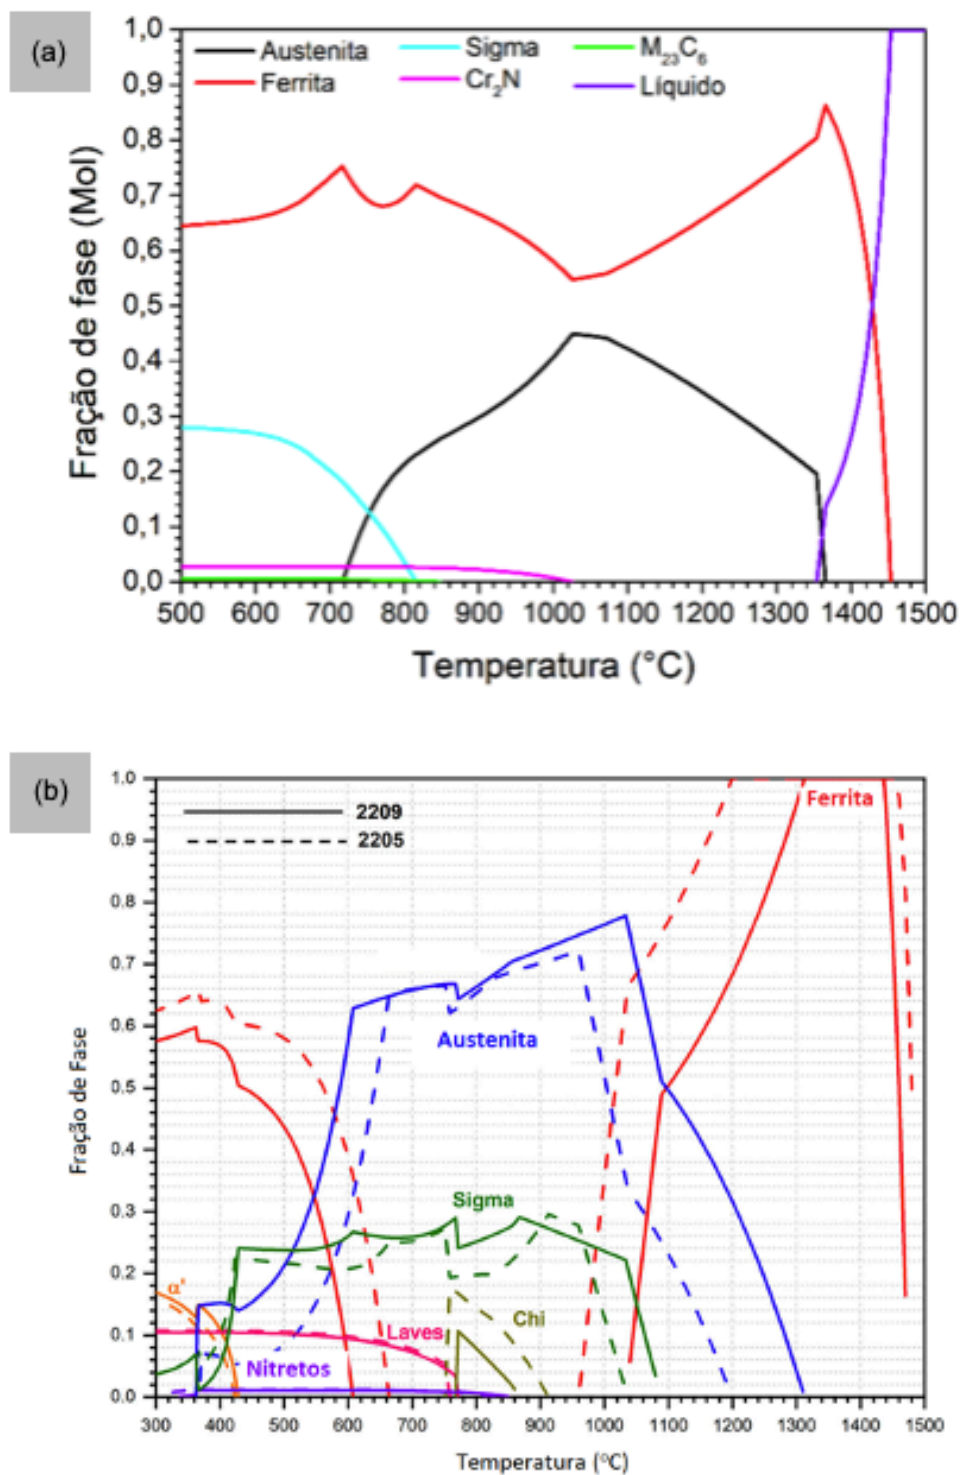 (a)
1,0
0,9
0,8
0,7
0,6
0,5
0,4
0,3
0,2
0,1
0,0
Fração de fase (Mol)
Austenita Sigma M23C6
Ferrita Cr2N Líquido
500 600 700 800 900 1000 1100 1200 1300 1400 1500
Temperatura (°C)
(b)
1.0
0.9
0.8
0.7
0.6
0.5
0.4
0.3
0.2
0.1
0.0
Fração de Fase
2209
2205
Ferrita
Austenita
Sigma
α'
Laves
Chi
Nitretos
300 400 500 600 700 800 900 1000 1100 1200 1300 1400 1500
Temperatura (°C)